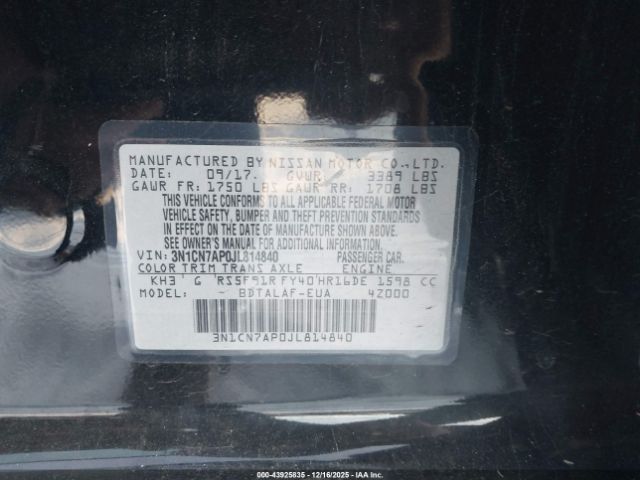 MANUFACTURED BY NISSAN MOTOR CO.,LTD.
DATE: 09/17. GVWR: 3389 LBS
GAWR FR: 1750 LBS GAWR RR: 1708 LBS
THIS VEHICLE CONFORMS TO ALL APPLICABLE FEDERAL MOTOR
VEHICLE SAFETY, BUMPER AND THEFT PREVENTION STANDARDS
IN EFFECT ON THE DATE OF MANUFACTURE SHOWN ABOVE.
SEE OWNER'S MANUAL FOR ADDITIONAL INFORMATION
VIN: 3N1CN7AP0JL814840 PASSENGER CAR.
COLOR TRIM TRANS AXLE ENGINE
KH3 G RS5F91R FY40 HR16DE 1598 CC
MODEL: BDTALAF-EUA 4Z000
3N1CN7AP0JL814840
000-43925835 - 12/16/2025 - IAA Inc.